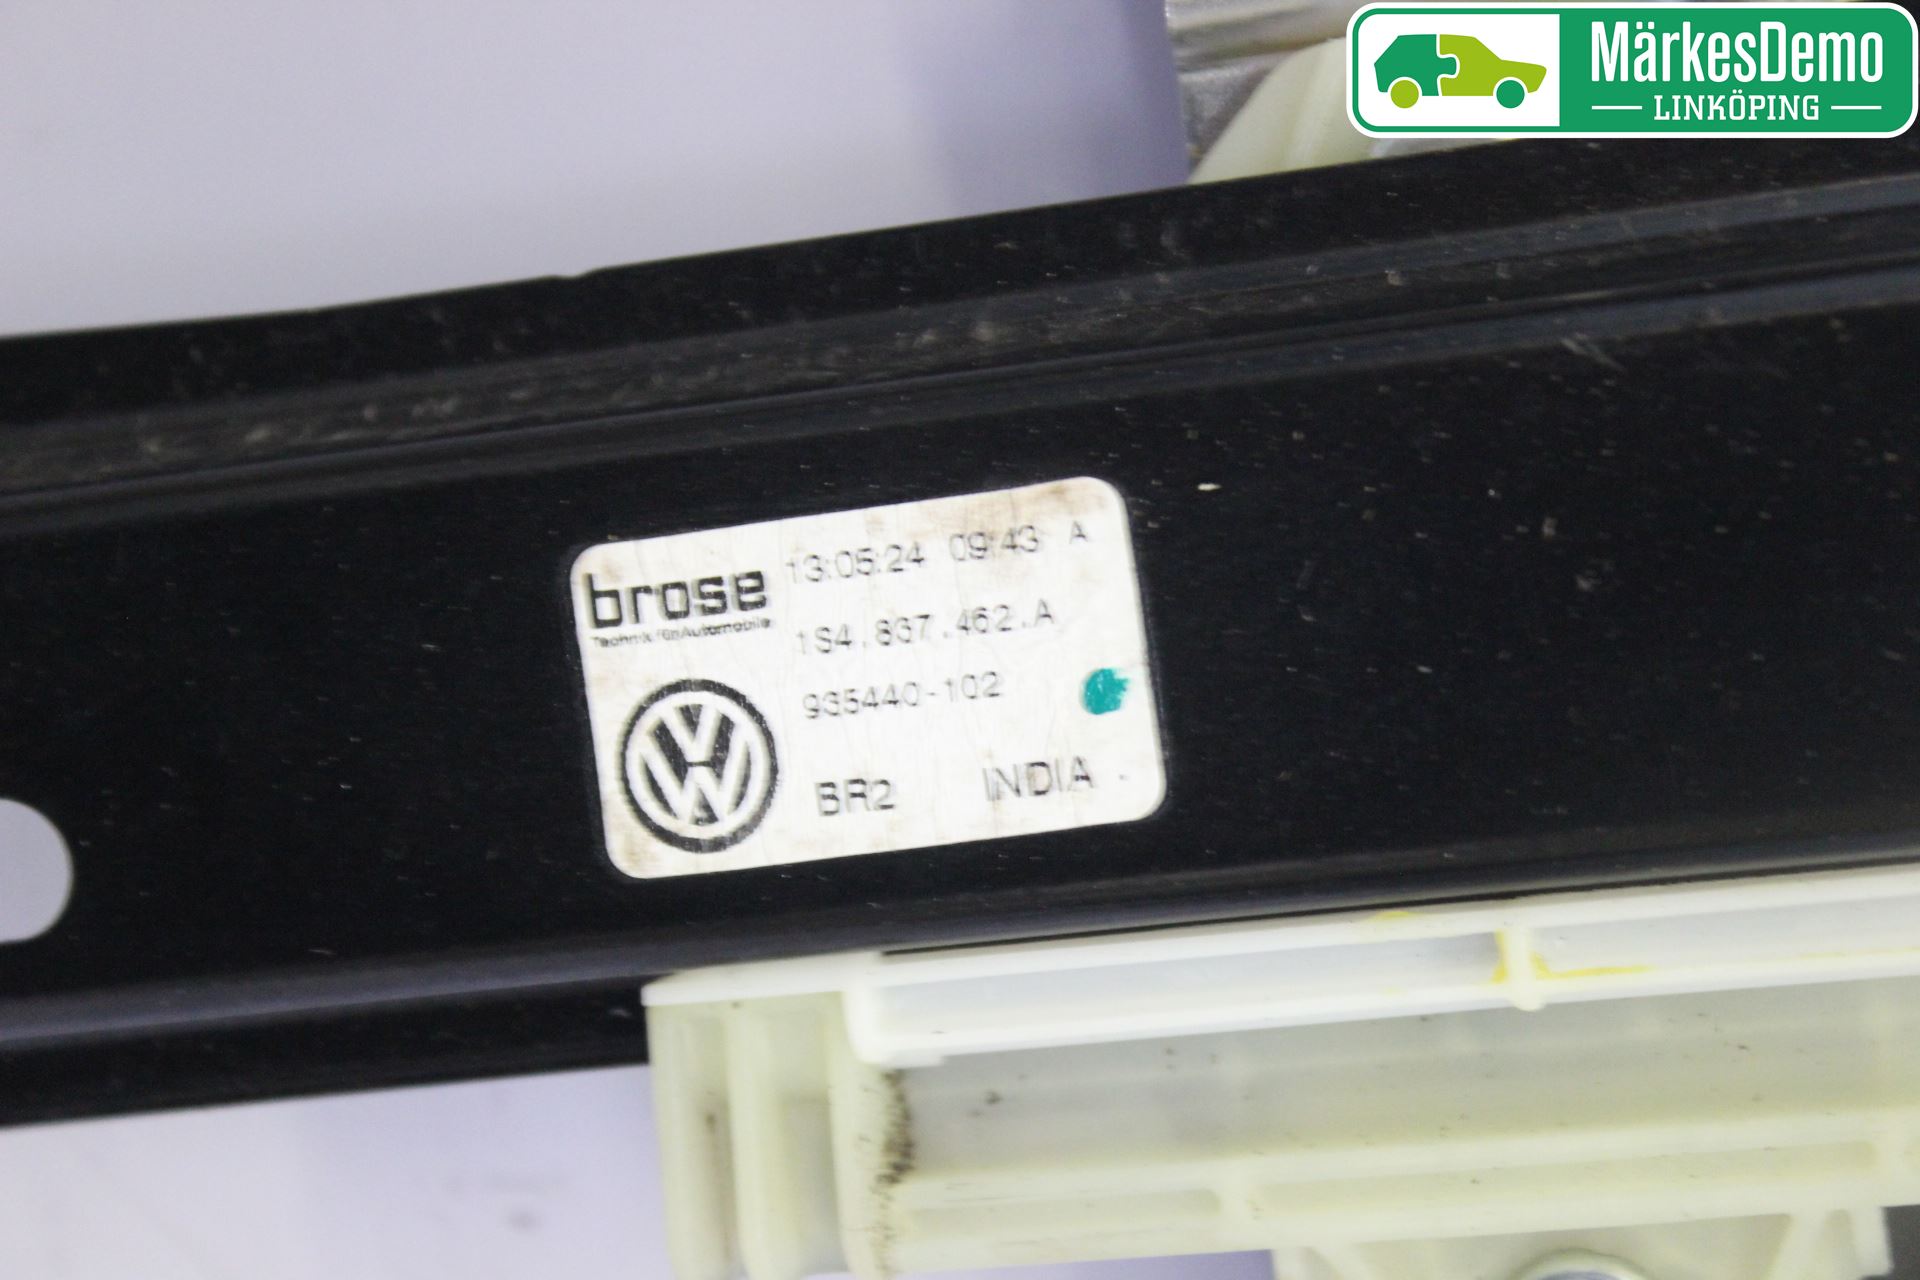 MärkesDemo
LINKÖPING
brose
Technik für Automobile
13:05:24 09:43 A
1S4.837.462.A
935440-102
BR2 INDIA